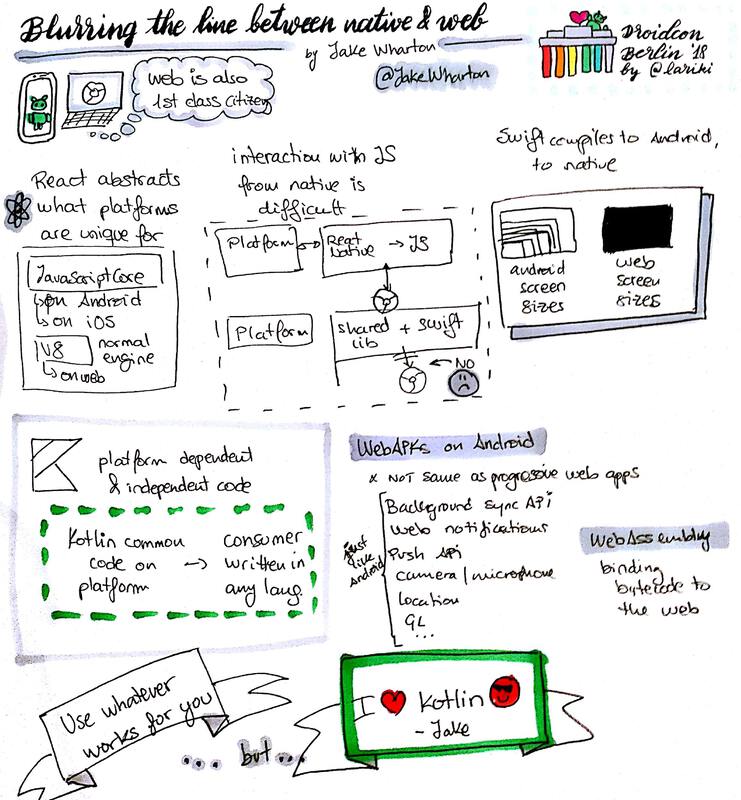 Blurring the line between native & web
by Jake Wharton
@JakeWharton
Droidcon
Berlin '18
by @lariki
web is also
1st class citizen
React abstracts
what platforms
are unique for
JavaScriptCore
↳ on Android
↳ on iOS
V8 normal
engine
↳ on web
interaction with JS
from native is
difficult
Platform
React
Native → JS
Platform
shared + swift
lib
← NO
Swift compiles to Android,
to native
android
screen
sizes
web
screen
sizes
platform dependent
& independent code
Kotlin common
code on →
platform
consumer
written in
any lang.
WebAPKs on Android
* NOT same as progressive web apps
just
like
Android
Background sync API
Web notifications
Push API
camera / microphone
Location
GL
...
WebAssembly
binding
bytecode to
the web
Use whatever
works for you
... but ...
I ❤ Kotlin
- Jake